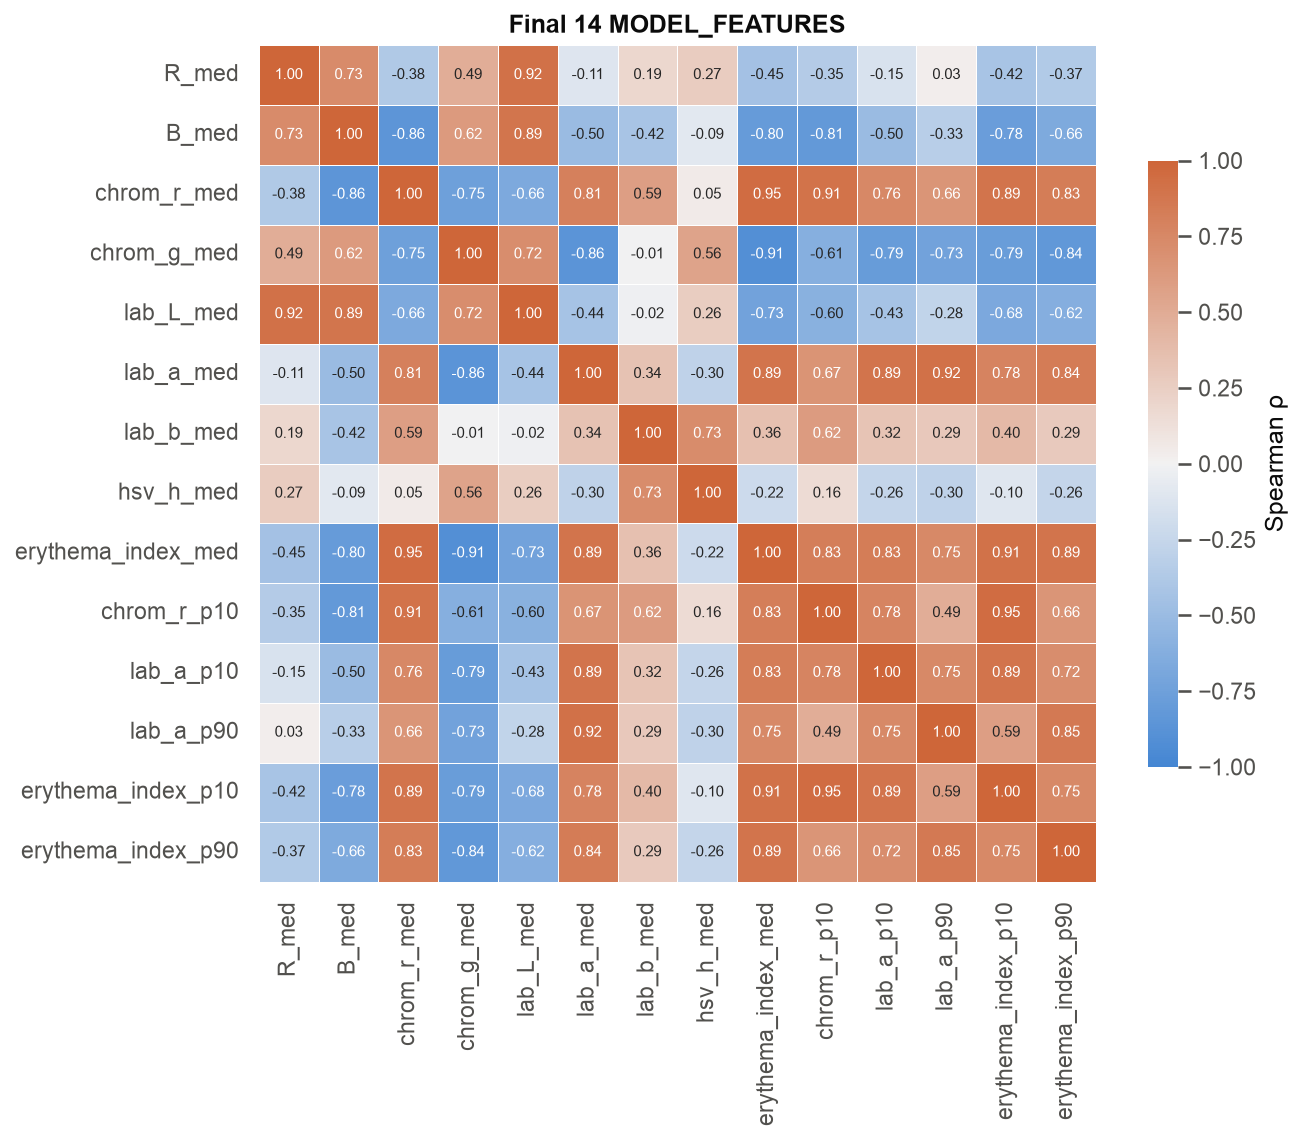 Final 14 MODEL_FEATURES
R_med 1.00 0.73 -0.38 0.49 0.92 -0.11 0.19 0.27 -0.45 -0.35 -0.15 0.03 -0.42 -0.37
B_med 0.73 1.00 -0.86 0.62 0.89 -0.50 -0.42 -0.09 -0.80 -0.81 -0.50 -0.33 -0.78 -0.66
chrom_r_med -0.38 -0.86 1.00 -0.75 -0.66 0.81 0.59 0.05 0.95 0.91 0.76 0.66 0.89 0.83
chrom_g_med 0.49 0.62 -0.75 1.00 0.72 -0.86 -0.01 0.56 -0.91 -0.61 -0.79 -0.73 -0.79 -0.84
lab_L_med 0.92 0.89 -0.66 0.72 1.00 -0.44 -0.02 0.26 -0.73 -0.60 -0.43 -0.28 -0.68 -0.62
lab_a_med -0.11 -0.50 0.81 -0.86 -0.44 1.00 0.34 -0.30 0.89 0.67 0.89 0.92 0.78 0.84
lab_b_med 0.19 -0.42 0.59 -0.01 -0.02 0.34 1.00 0.73 0.36 0.62 0.32 0.29 0.40 0.29
hsv_h_med 0.27 -0.09 0.05 0.56 0.26 -0.30 0.73 1.00 -0.22 0.16 -0.26 -0.30 -0.10 -0.26
erythema_index_med -0.45 -0.80 0.95 -0.91 -0.73 0.89 0.36 -0.22 1.00 0.83 0.83 0.75 0.91 0.89
chrom_r_p10 -0.35 -0.81 0.91 -0.61 -0.60 0.67 0.62 0.16 0.83 1.00 0.78 0.49 0.95 0.66
lab_a_p10 -0.15 -0.50 0.76 -0.79 -0.43 0.89 0.32 -0.26 0.83 0.78 1.00 0.75 0.89 0.72
lab_a_p90 0.03 -0.33 0.66 -0.73 -0.28 0.92 0.29 -0.30 0.75 0.49 0.75 1.00 0.59 0.85
erythema_index_p10 -0.42 -0.78 0.89 -0.79 -0.68 0.78 0.40 -0.10 0.91 0.95 0.89 0.59 1.00 0.75
erythema_index_p90 -0.37 -0.66 0.83 -0.84 -0.62 0.84 0.29 -0.26 0.89 0.66 0.72 0.85 0.75 1.00
R_med
B_med
chrom_r_med
chrom_g_med
lab_L_med
lab_a_med
lab_b_med
hsv_h_med
erythema_index_med
chrom_r_p10
lab_a_p10
lab_a_p90
erythema_index_p10
erythema_index_p90
1.00
0.75
0.50
0.25
0.00
−0.25
−0.50
−0.75
−1.00
Spearman ρ